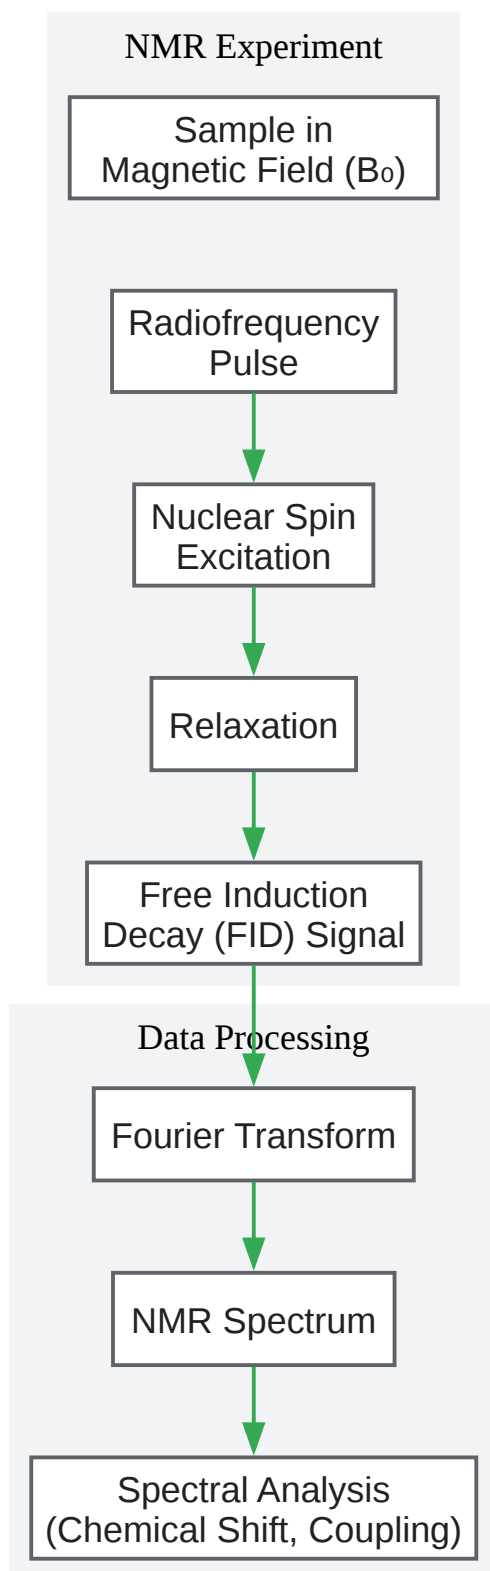 NMR Experiment
Sample in
Magnetic Field (B₀)
Radiofrequency
Pulse
Nuclear Spin
Excitation
Relaxation
Free Induction
Decay (FID) Signal
Data Processing
Fourier Transform
NMR Spectrum
Spectral Analysis
(Chemical Shift, Coupling)